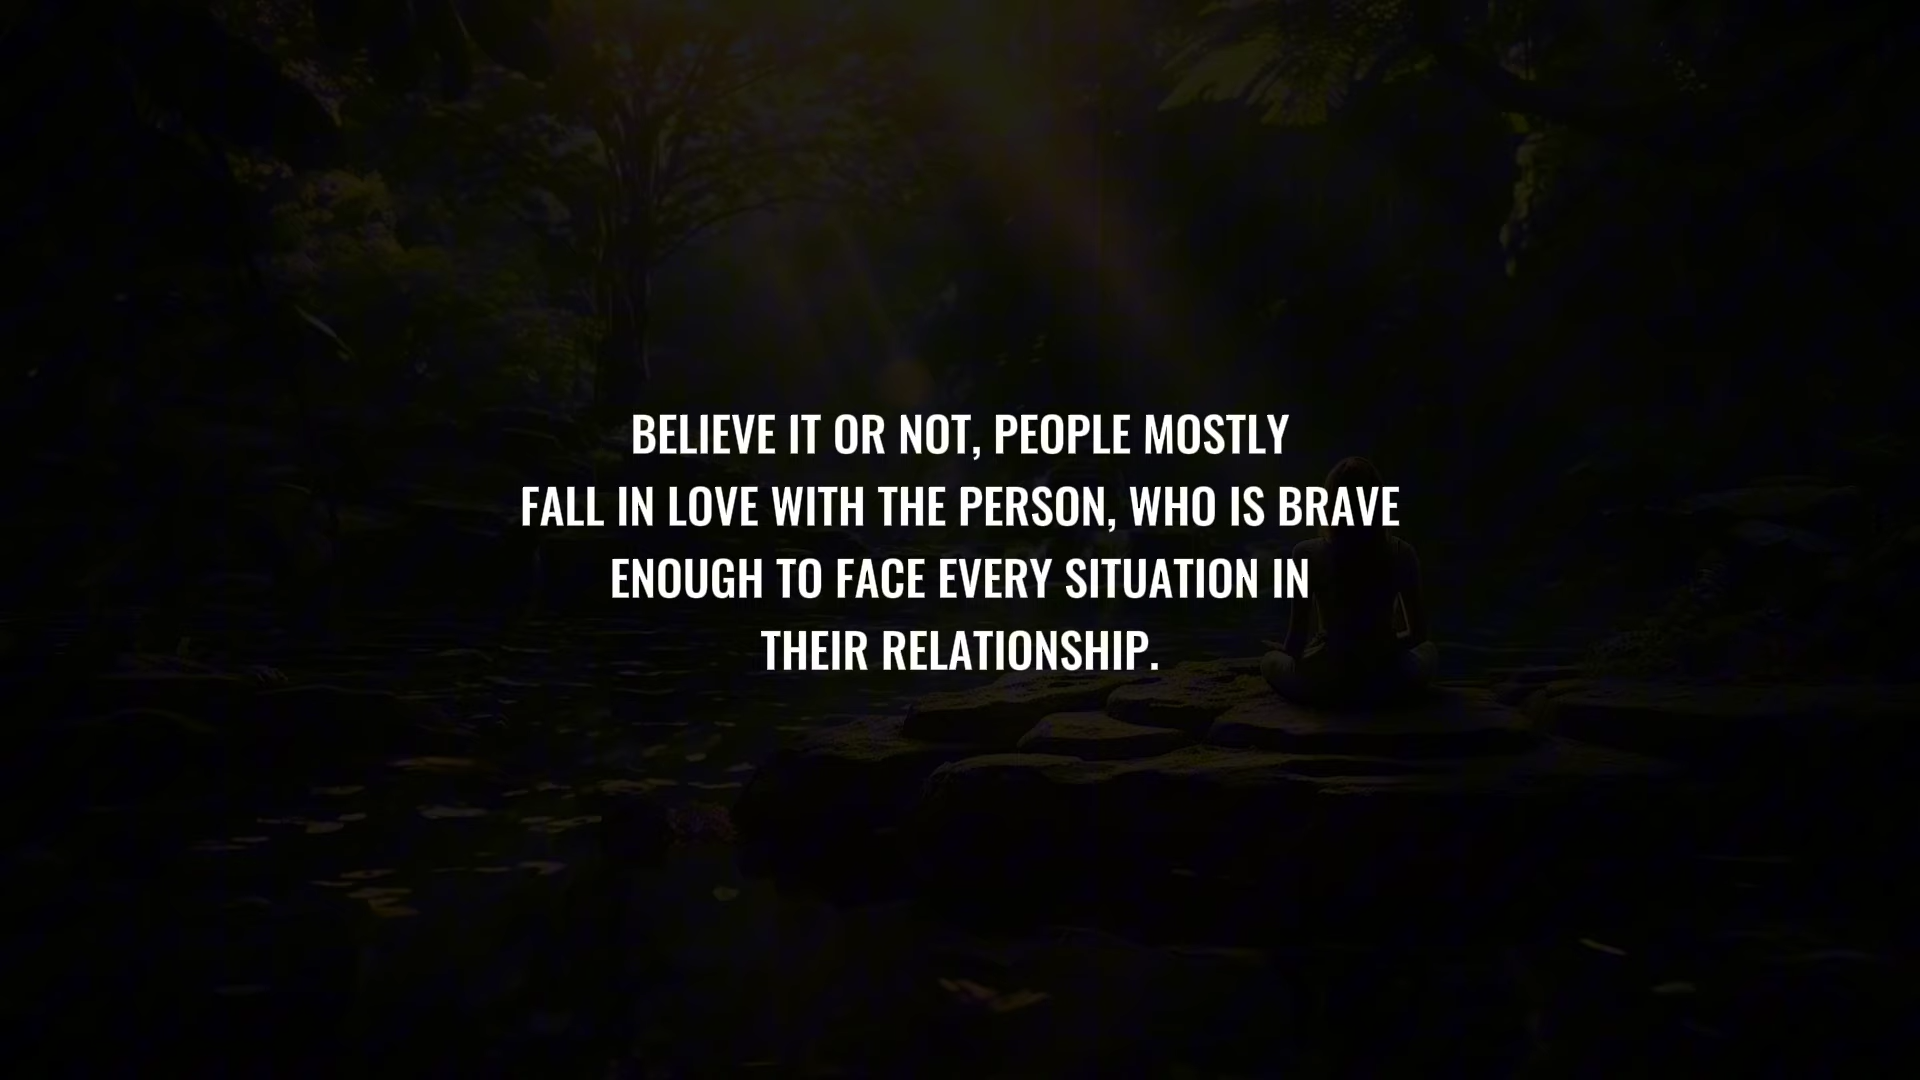 BELIEVE IT OR NOT, PEOPLE MOSTLY
FALL IN LOVE WITH THE PERSON, WHO IS BRAVE
ENOUGH TO FACE EVERY SITUATION IN
THEIR RELATIONSHIP.